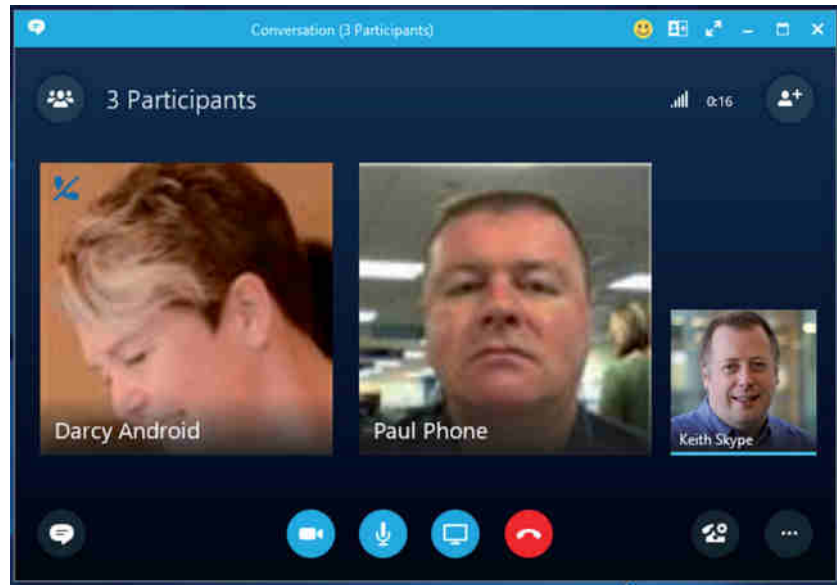 Conversation (3 Participants)
3 Participants
0:16
Darcy Android
Paul Phone
Keith Skype